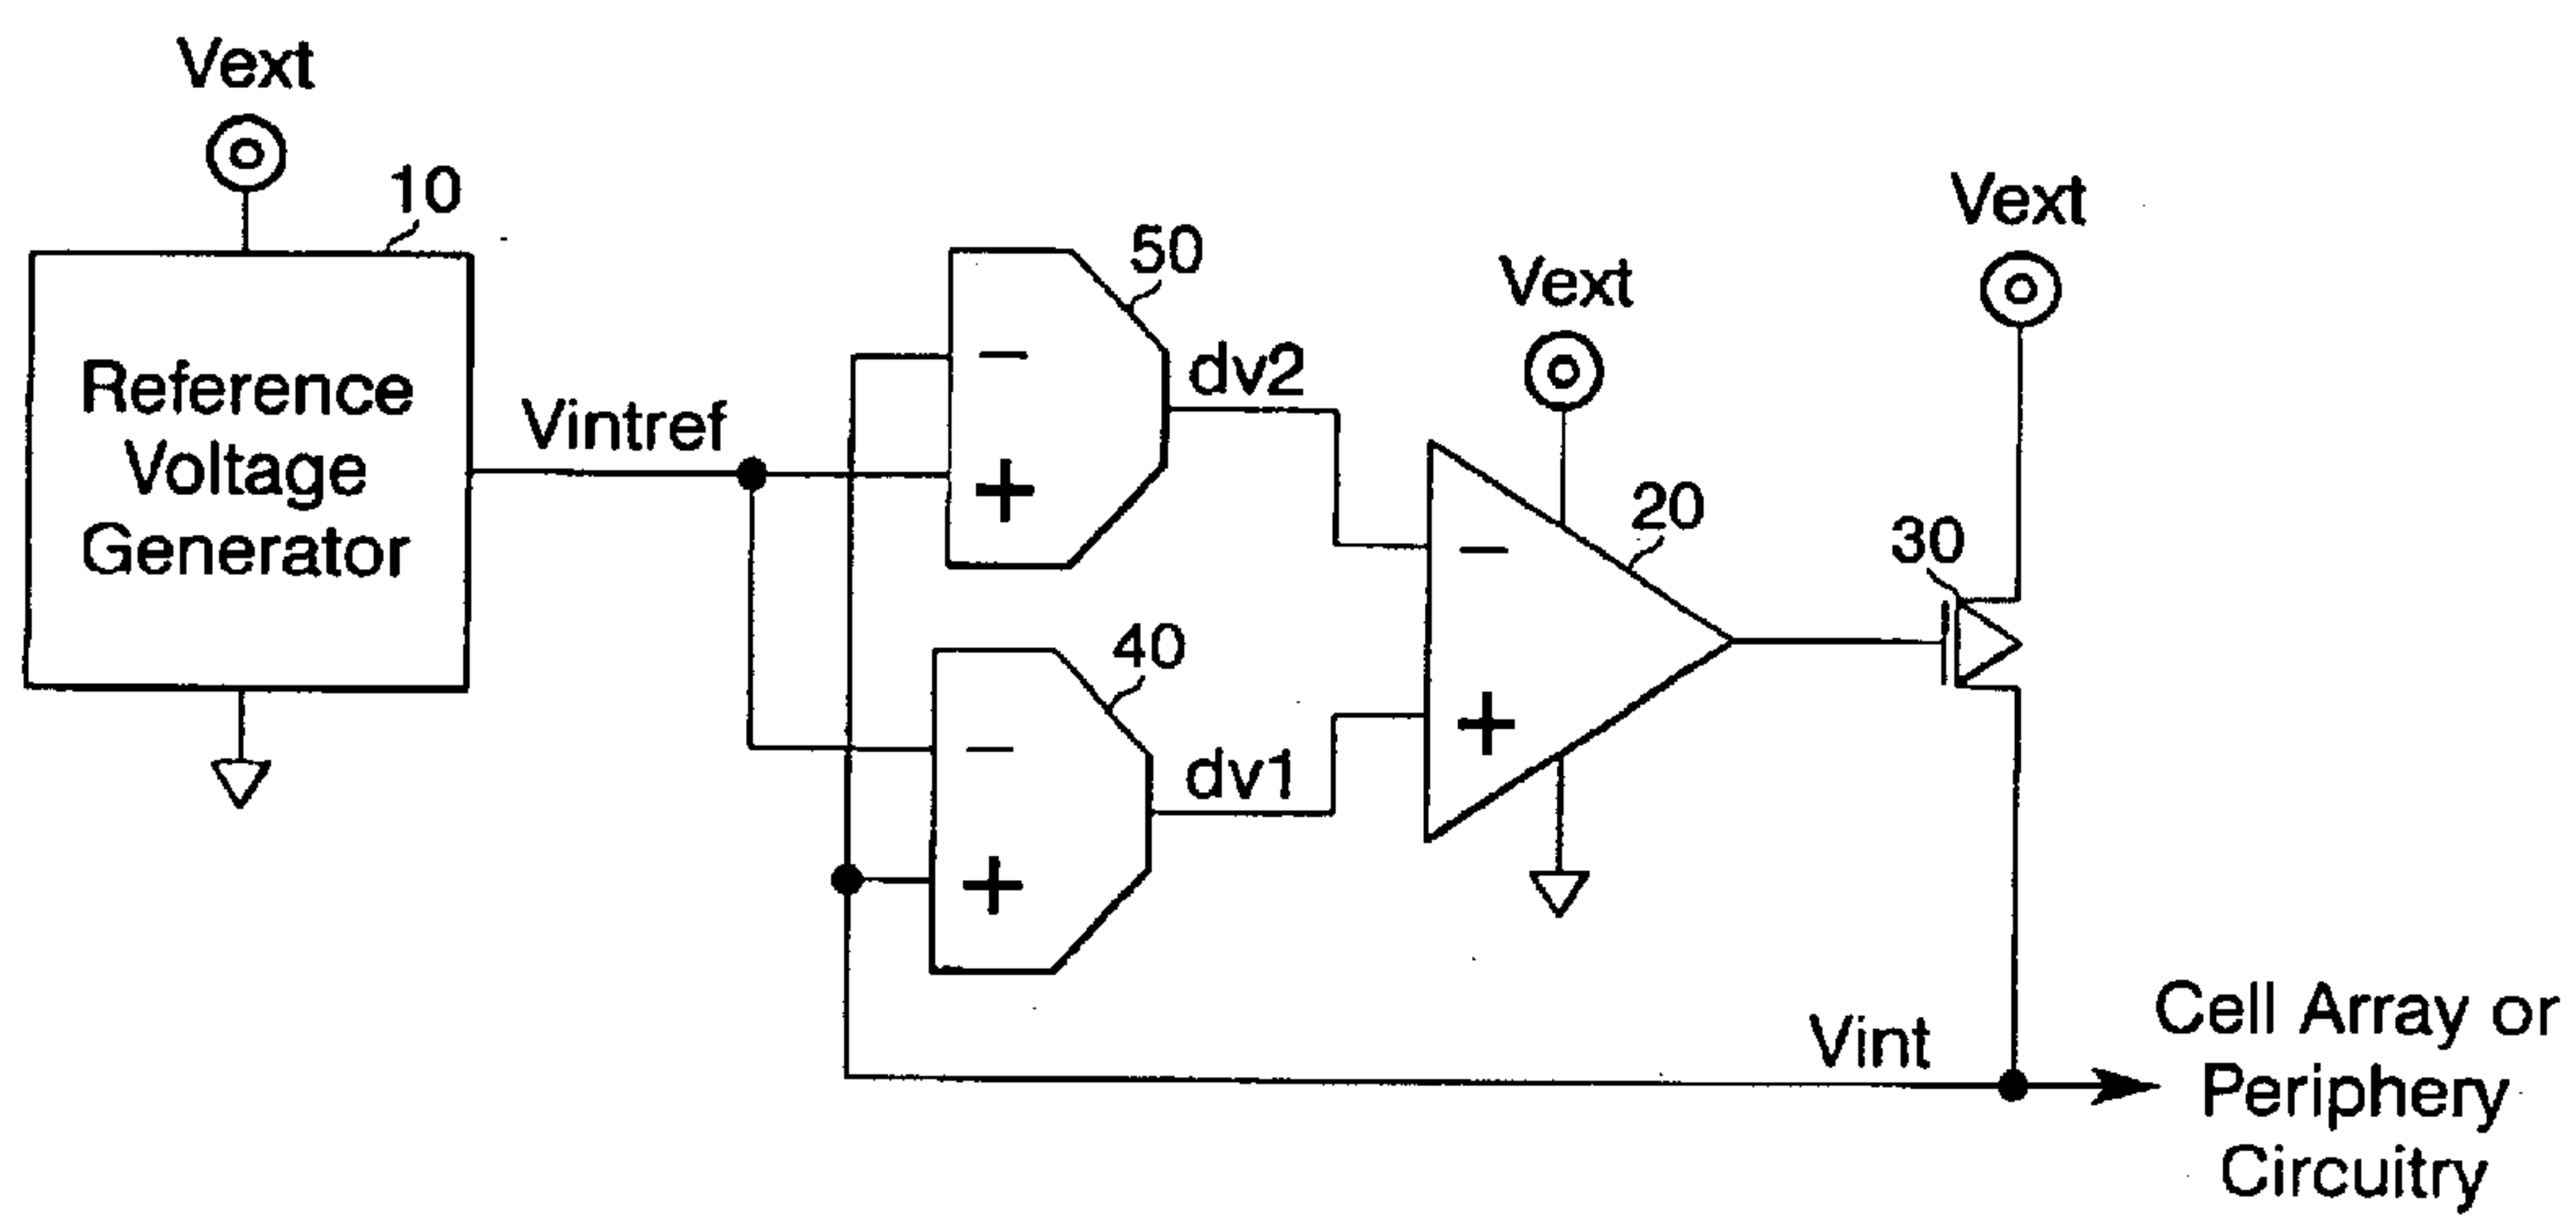 Vext
10
Reference
Voltage
Generator
Vintref
50
−
+
dv2
40
−
+
dv1
Vext
20
−
+
Vext
30
Vint
Cell Array or
Periphery
Circuitry